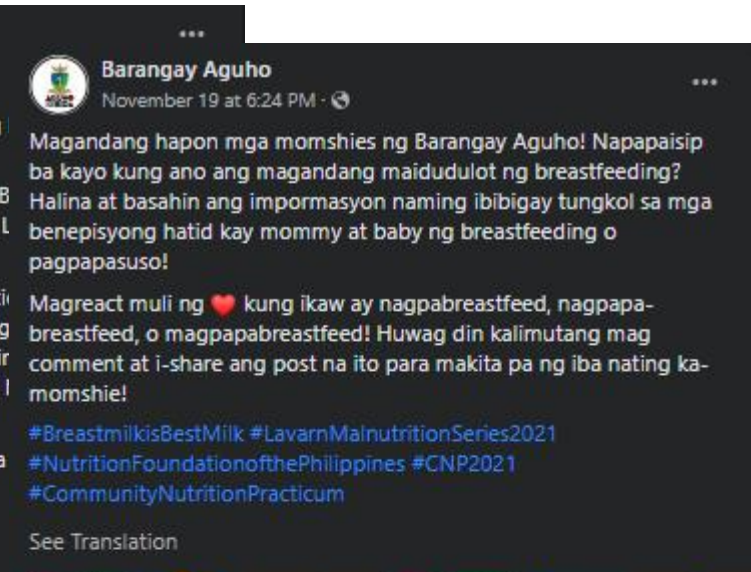 Barangay Aguho
November 19 at 6:24 PM ·
Magandang hapon mga momshies ng Barangay Aguho! Napapaisip
ba kayo kung ano ang magandang maidudulot ng breastfeeding?
Halina at basahin ang impormasyon naming ibibigay tungkol sa mga
benepisyong hatid kay mommy at baby ng breastfeeding o
pagpapasuso!
Magreact muli ng ❤️ kung ikaw ay nagpabreastfeed, nagpapa-
breastfeed, o magpapabreastfeed! Huwag din kalimutang mag
comment at i-share ang post na ito para makita pa ng iba nating ka-
momshie!
#BreastmilkisBestMilk #LavarnMalnutritionSeries2021
#NutritionFoundationofthePhilippines #CNP2021
#CommunityNutritionPracticum
See Translation